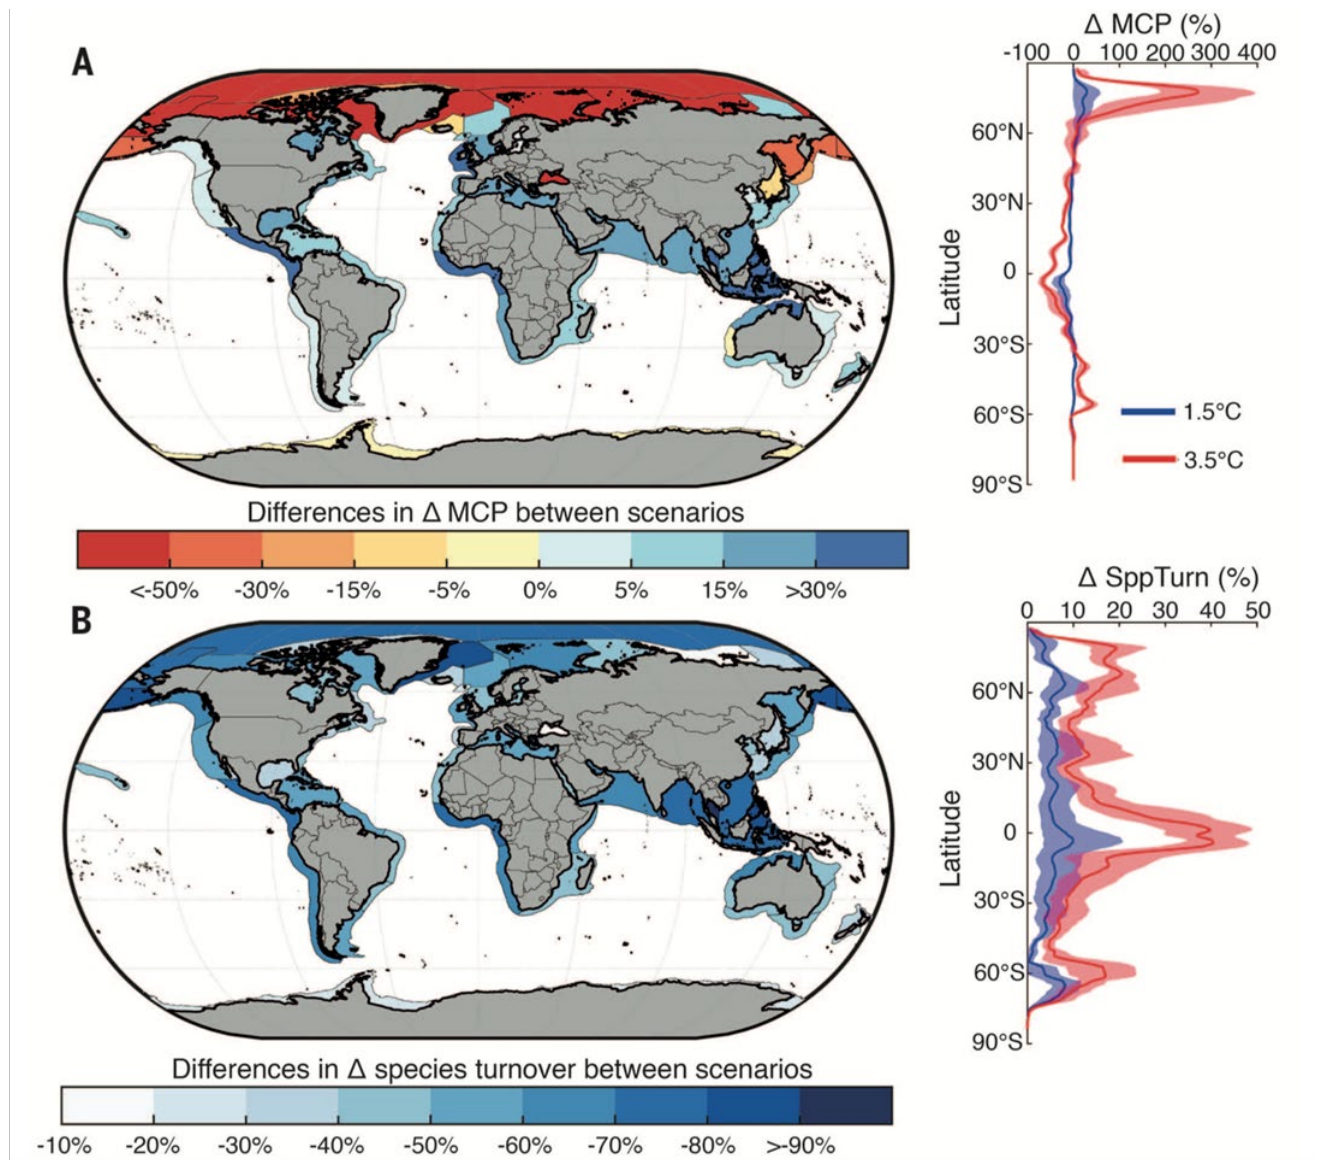 A
Δ MCP (%)
-100 0 100 200 300 400
60°N
30°N
0
30°S
60°S
90°S
Latitude
1.5°C
3.5°C
Differences in Δ MCP between scenarios
<-50% -30% -15% -5% 0% 5% 15% >30%
B
Δ SppTurn (%)
0 10 20 30 40 50
60°N
30°N
0
30°S
60°S
90°S
Latitude
Differences in Δ species turnover between scenarios
-10% -20% -30% -40% -50% -60% -70% -80% >-90%